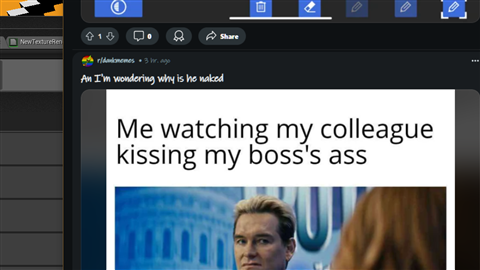 NewTextureRen
1
0
Share
r/dankmemes • 3 hr. ago
An I'm wondering why is he naked
Me watching my colleague
kissing my boss's ass